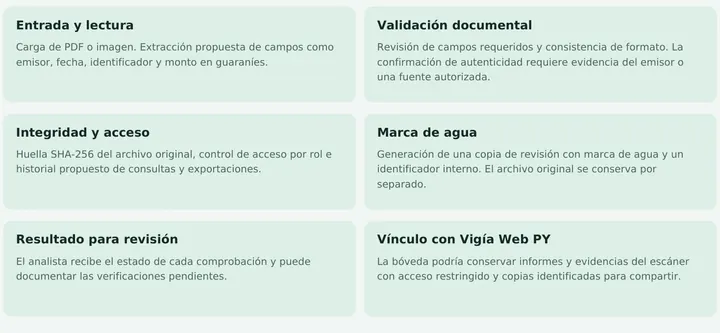 Entrada y lectura
Carga de PDF o imagen. Extracción propuesta de campos como
emisor, fecha, identificador y monto en guaraníes.
Validación documental
Revisión de campos requeridos y consistencia de formato. La
confirmación de autenticidad requiere evidencia del emisor o
una fuente autorizada.
Integridad y acceso
Huella SHA-256 del archivo original, control de acceso por rol e
historial propuesto de consultas y exportaciones.
Marca de agua
Generación de una copia de revisión con marca de agua y un
identificador interno. El archivo original se conserva por
separado.
Resultado para revisión
El analista recibe el estado de cada comprobación y puede
documentar las verificaciones pendientes.
Vínculo con Vigía Web PY
La bóveda podría conservar informes y evidencias del escáner
con acceso restringido y copias identificadas para compartir.